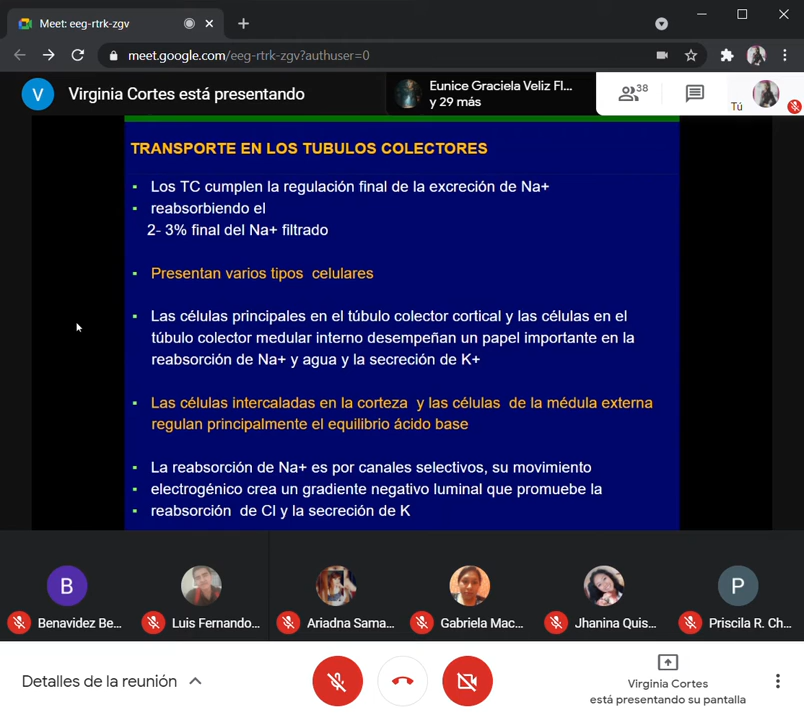 Meet: eeg-rtrk-zgv
meet.google.com/eeg-rtrk-zgv?authuser=0
V
Virginia Cortes está presentando
Eunice Graciela Veliz Fl...
y 29 más
38
Tú
TRANSPORTE EN LOS TUBULOS COLECTORES
Los TC cumplen la regulación final de la excreción de Na+
reabsorbiendo el
2- 3% final del Na+ filtrado
Presentan varios tipos celulares
Las células principales en el túbulo colector cortical y las células en el
túbulo colector medular interno desempeñan un papel importante en la
reabsorción de Na+ y agua y la secreción de K+
Las células intercaladas en la corteza y las células de la médula externa
regulan principalmente el equilibrio ácido base
La reabsorción de Na+ es por canales selectivos, su movimiento
electrogénico crea un gradiente negativo luminal que promuebe la
reabsorción de Cl y la secreción de K
B
P
Benavidez Be...
Luis Fernando...
Ariadna Sama...
Gabriela Mac...
Jhanina Quis...
Priscila R. Ch...
Detalles de la reunión
Virginia Cortes
está presentando su pantalla